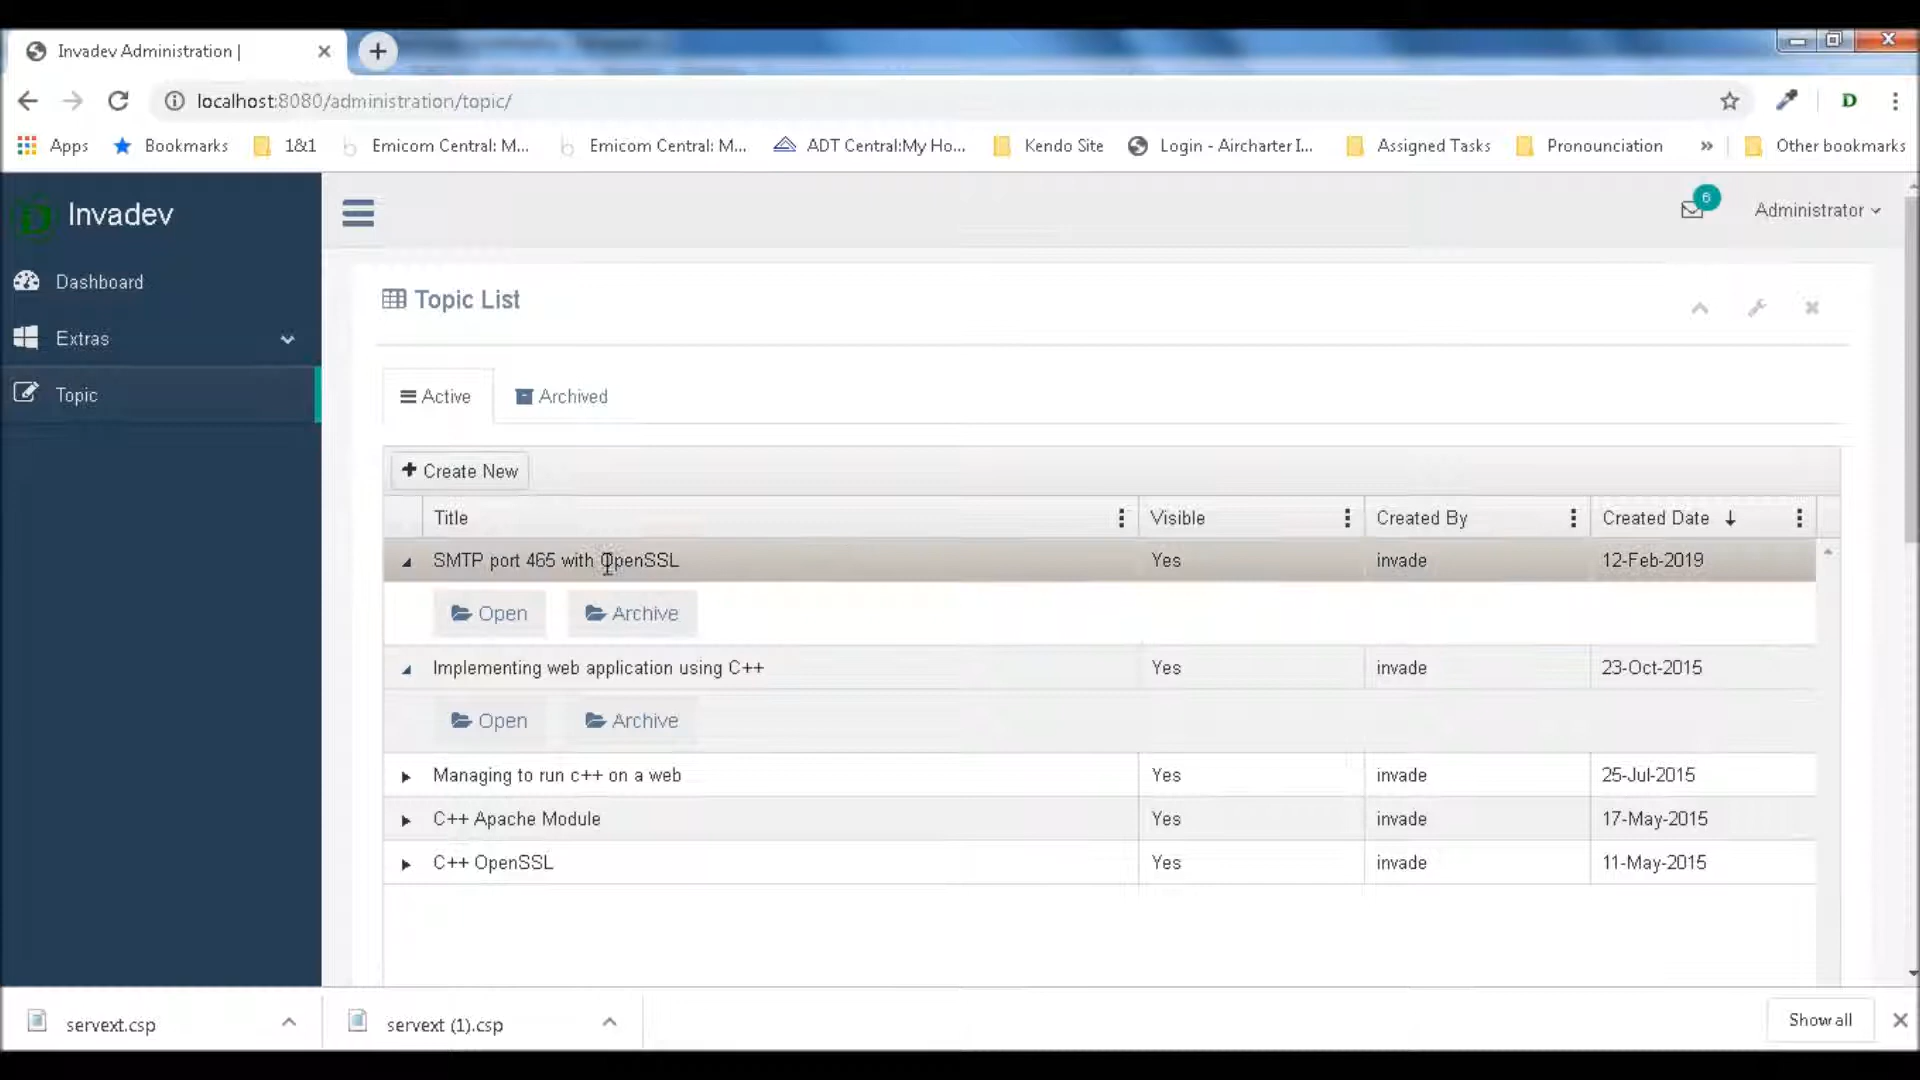 Invadev Administration |
localhost:8080/administration/topic/
D
Apps Bookmarks 1&1 Emicom Central: M... Emicom Central: M... ADT Central:My Ho... Kendo Site Login - Aircharter I... Assigned Tasks Pronounciation » Other bookmarks
D Invadev
6
Administrator
Dashboard
Extras
Topic
Topic List
Active Archived
Create New
Title Visible Created By Created Date
SMTP port 465 with OpenSSL Yes invade 12-Feb-2019
Open Archive
Implementing web application using C++ Yes invade 23-Oct-2015
Open Archive
Managing to run c++ on a web Yes invade 25-Jul-2015
C++ Apache Module Yes invade 17-May-2015
C++ OpenSSL Yes invade 11-May-2015
servext.csp servext (1).csp Show all